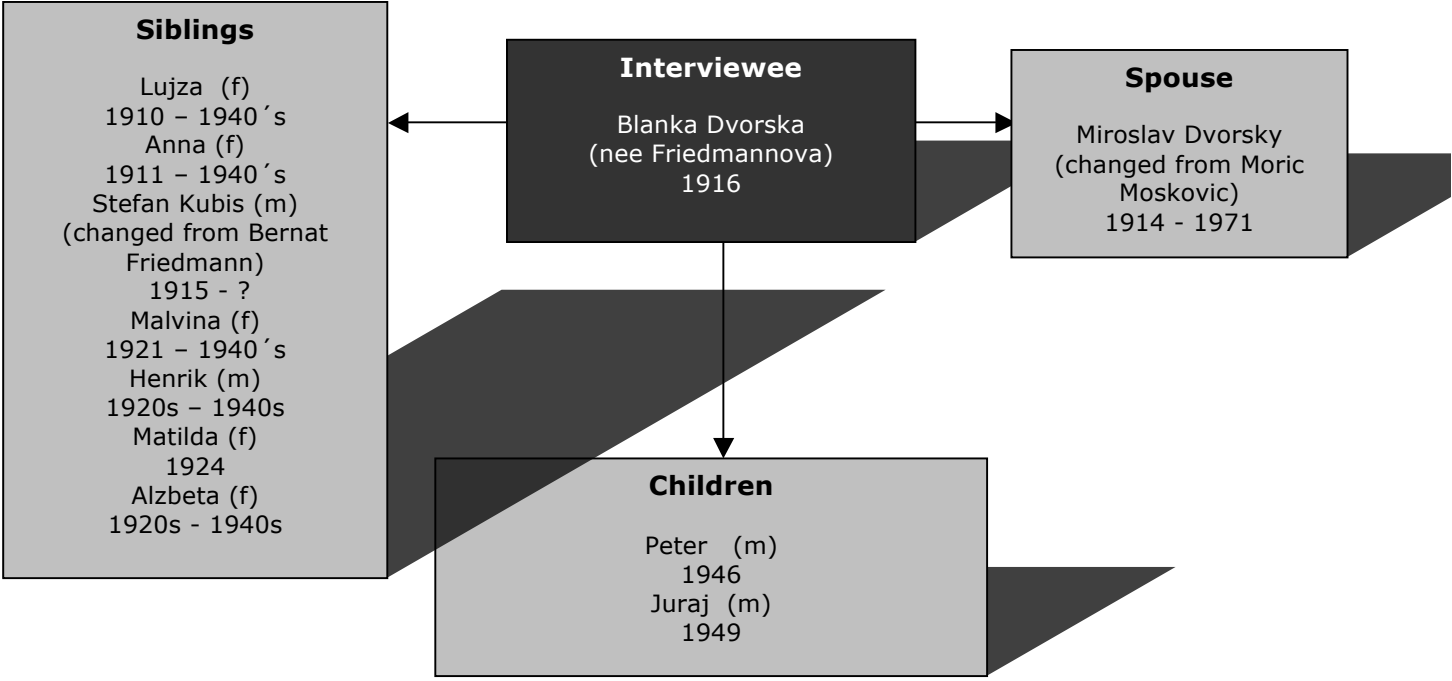 Siblings
Lujza (f)
1910 – 1940´s
Anna (f)
1911 – 1940´s
Stefan Kubis (m)
(changed from Bernat
Friedmann)
1915 - ?
Malvina (f)
1921 – 1940´s
Henrik (m)
1920s – 1940s
Matilda (f)
1924
Alzbeta (f)
1920s - 1940s
Interviewee
Blanka Dvorska
(nee Friedmannova)
1916
Spouse
Miroslav Dvorsky
(changed from Moric
Moskovic)
1914 - 1971
Children
Peter (m)
1946
Juraj (m)
1949